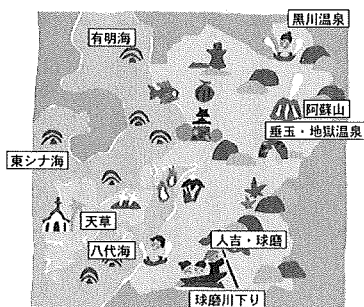 黒川温泉
有明海
阿蘇山
垂玉・地獄温泉
東シナ海
天草
人吉・球磨
八代海
球磨川下り